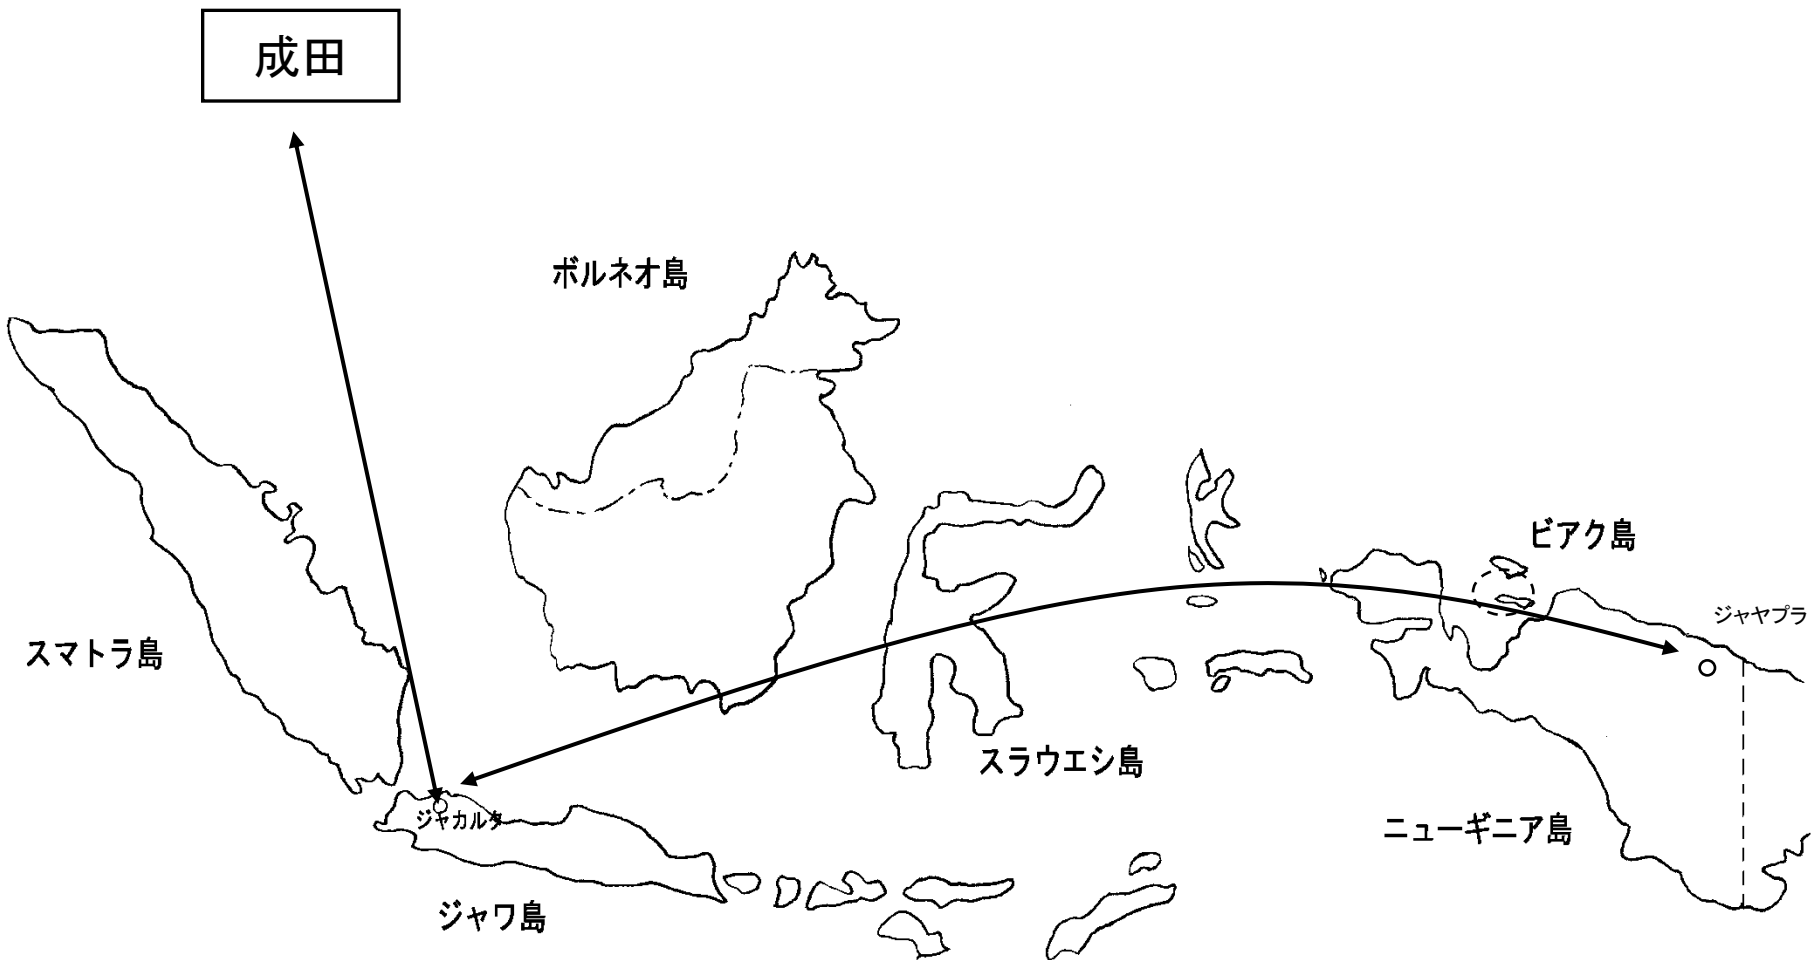 成田
ボルネオ島
ビアク島
ジャヤプラ
スマトラ島
スラウエシ島
ジャカルタ
ニューギニア島
ジャワ島